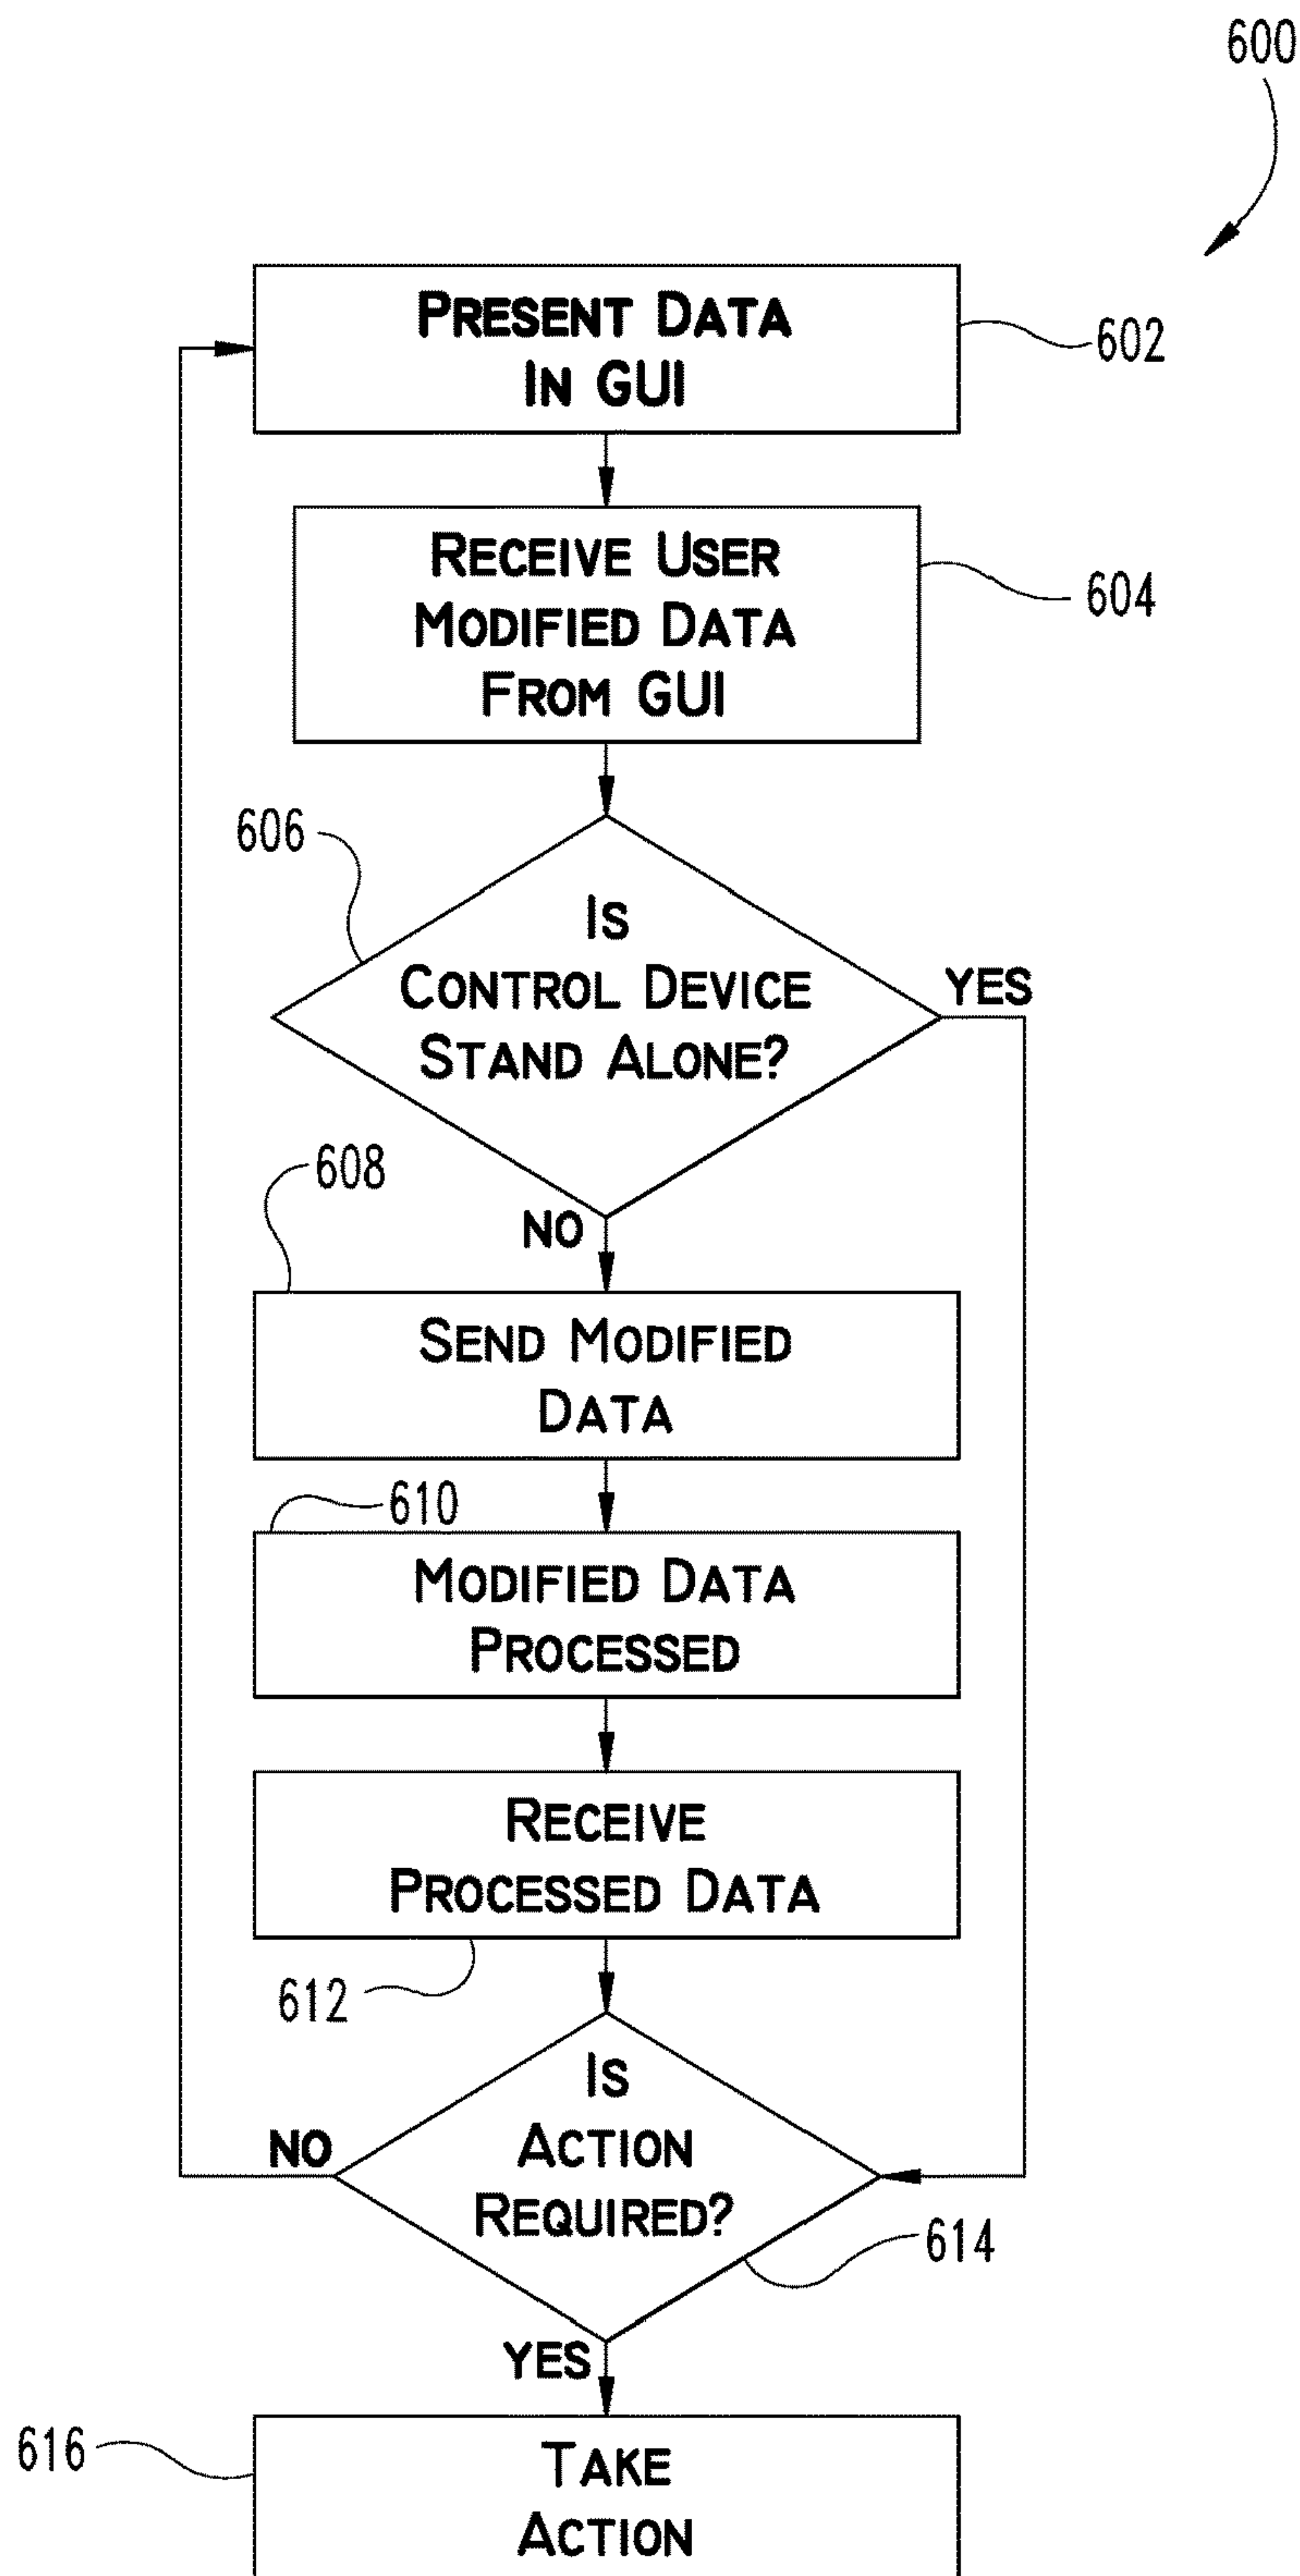 600
PRESENT DATA
IN GUI
602
RECEIVE USER
MODIFIED DATA
FROM GUI
604
606
IS
CONTROL DEVICE
STAND ALONE?
YES
NO
608
SEND MODIFIED
DATA
610
MODIFIED DATA
PROCESSED
RECEIVE
PROCESSED DATA
612
IS
ACTION
REQUIRED?
NO
614
YES
616
TAKE
ACTION